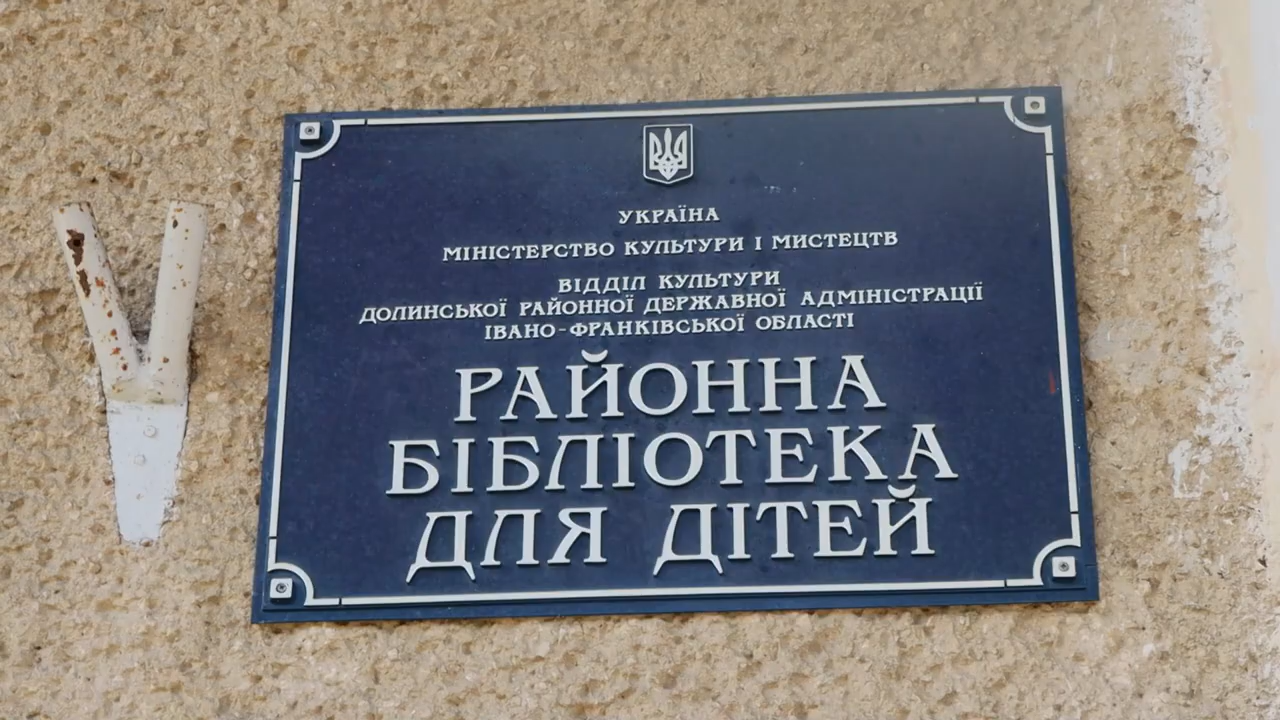 УКРАЇНА
МІНІСТЕРСТВО КУЛЬТУРИ І МИСТЕЦТВ
ВІДДІЛ КУЛЬТУРИ
ДОЛИНСЬКОЇ РАЙОННОЇ ДЕРЖАВНОЇ АДМІНІСТРАЦІЇ
ІВАНО-ФРАНКІВСЬКОЇ ОБЛАСТІ
РАЙОННА
БІБЛІОТЕКА
ДЛЯ ДІТЕЙ